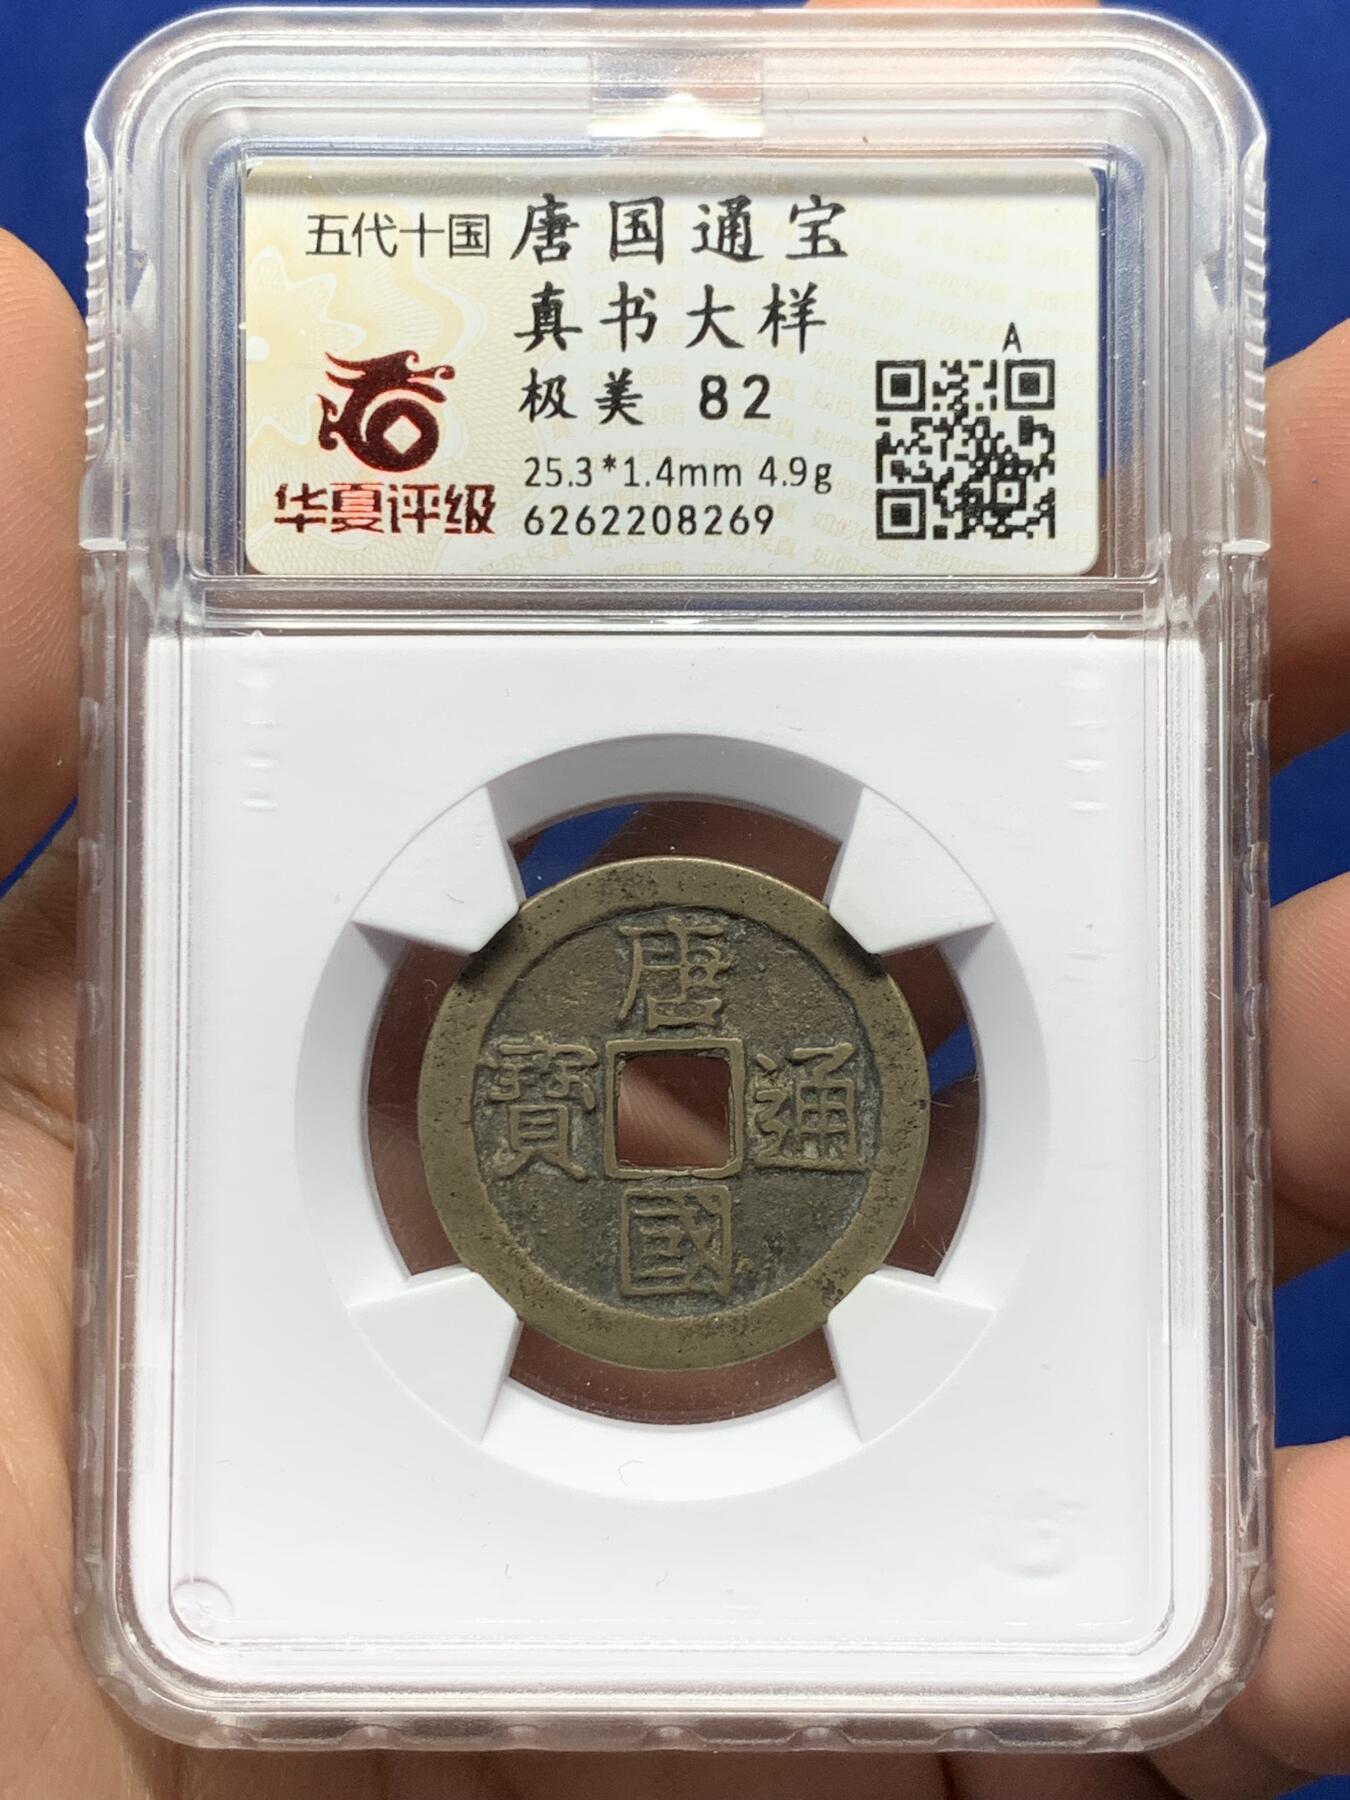 五代十国 唐国通宝
真书大样
极美 82
25.3*1.4mm 4.9g
6262208269
A
华夏评级
唐
寶 通
國